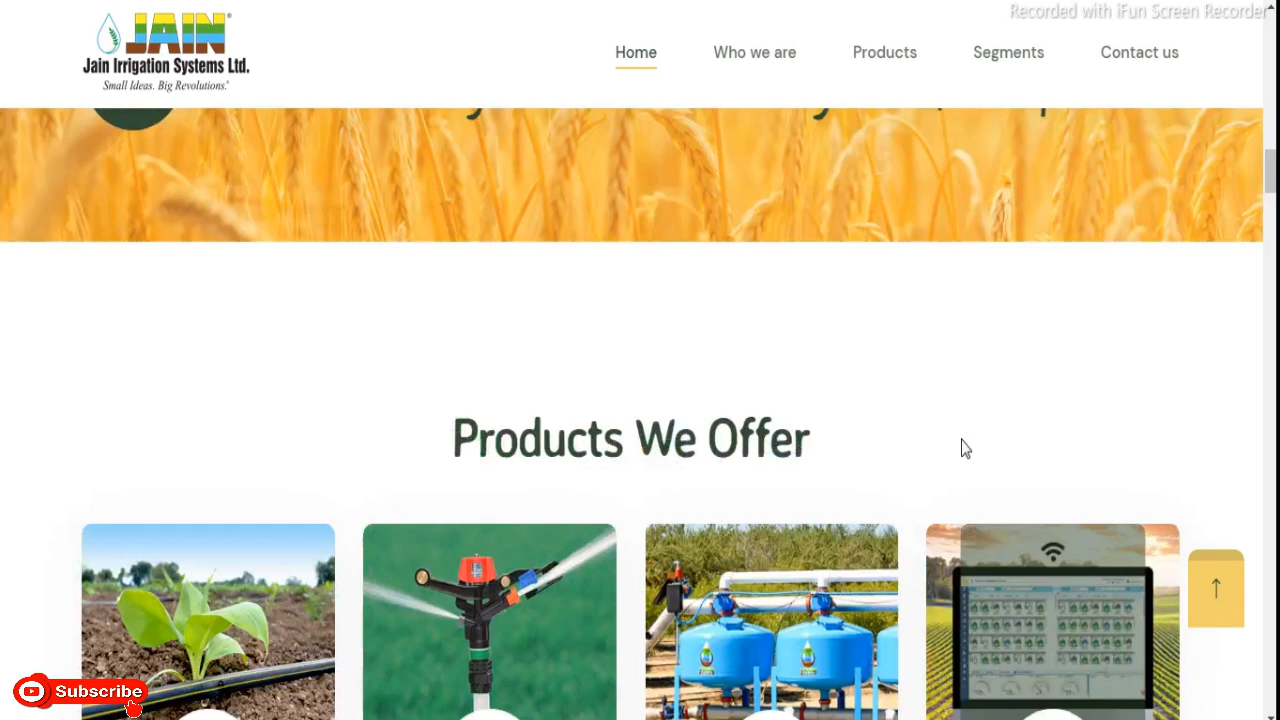 Recorded with iFun Screen Recorder
JAIN
Jain Irrigation Systems Ltd.
Small Ideas. Big Revolutions.
Home
Who we are
Products
Segments
Contact us
Products We Offer
Subscribe